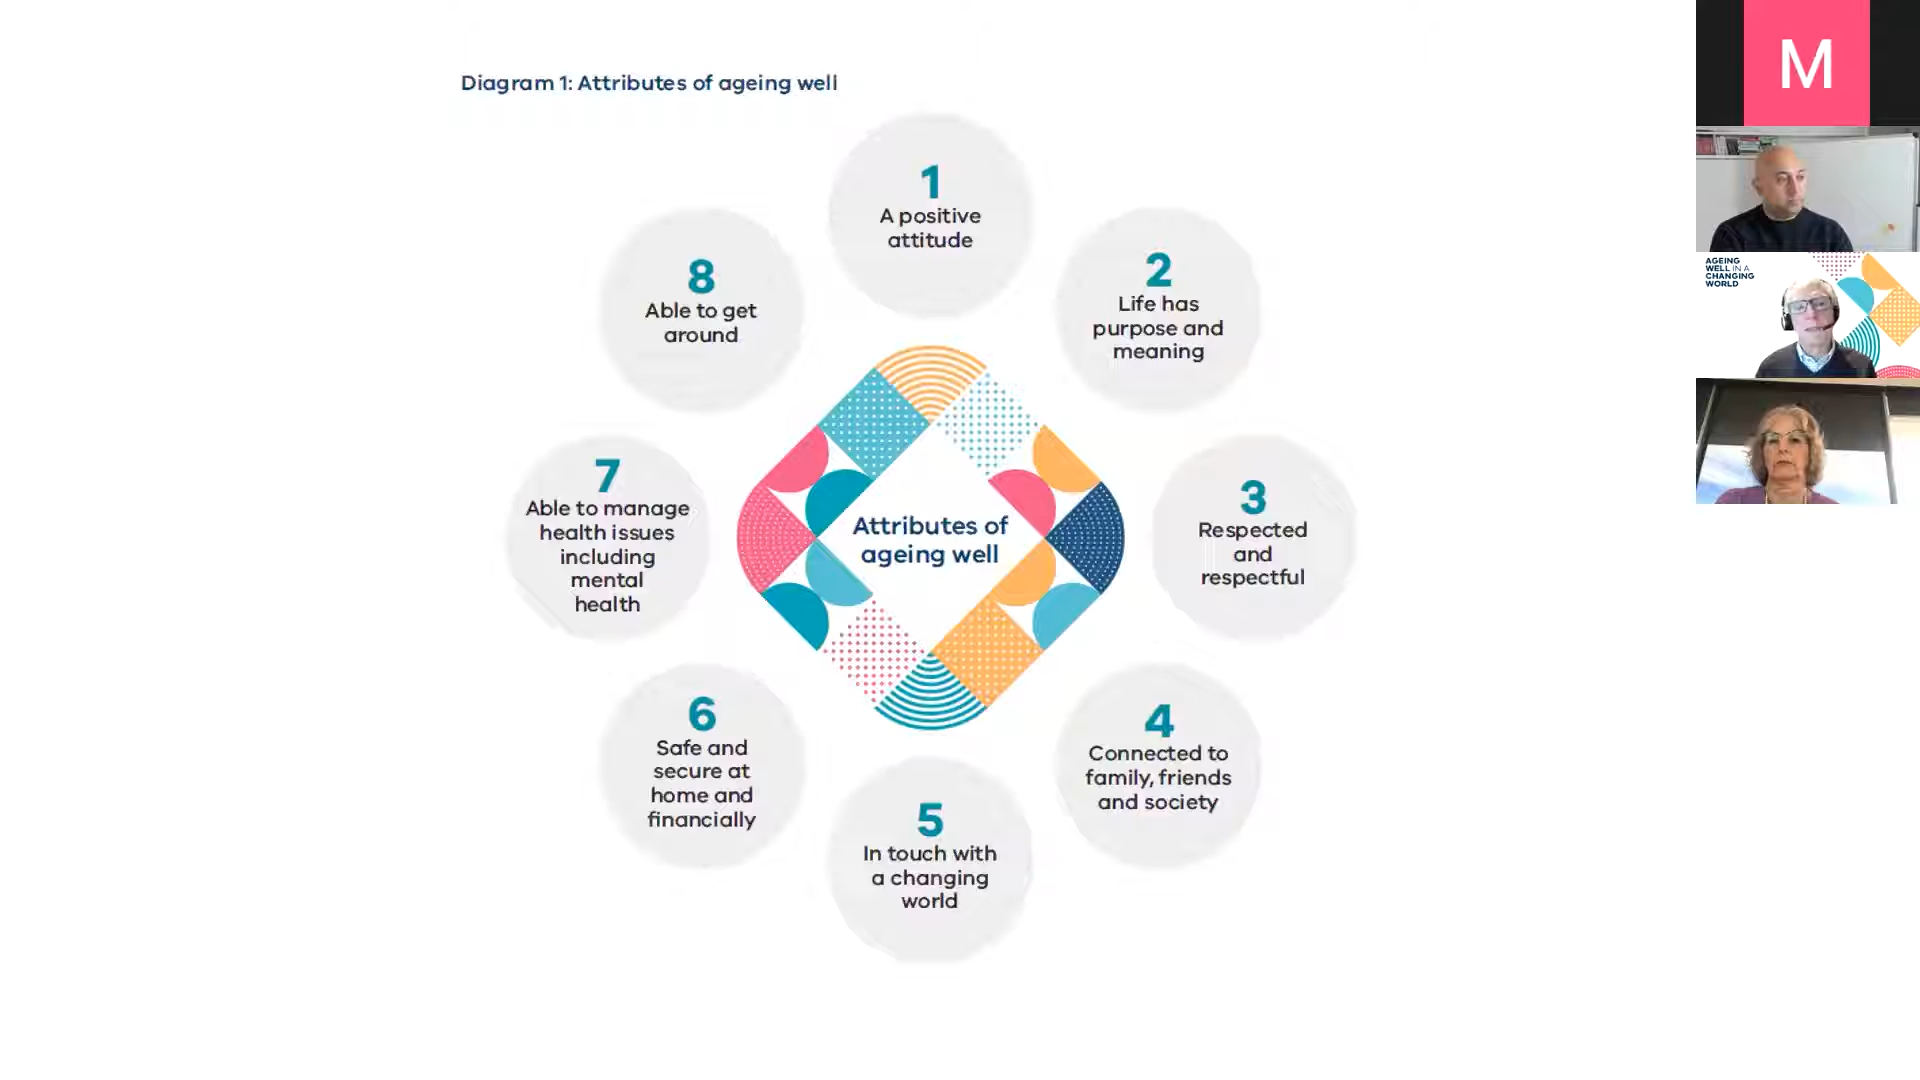 Diagram 1: Attributes of ageing well
1
A positive
attitude
2
Life has
purpose and
meaning
3
Respected
and
respectful
4
Connected to
family, friends
and society
5
In touch with
a changing
world
6
Safe and
secure at
home and
financially
7
Able to manage
health issues
including
mental
health
8
Able to get
around
Attributes of
ageing well
M
AGEING
WELL IN A
CHANGING
WORLD